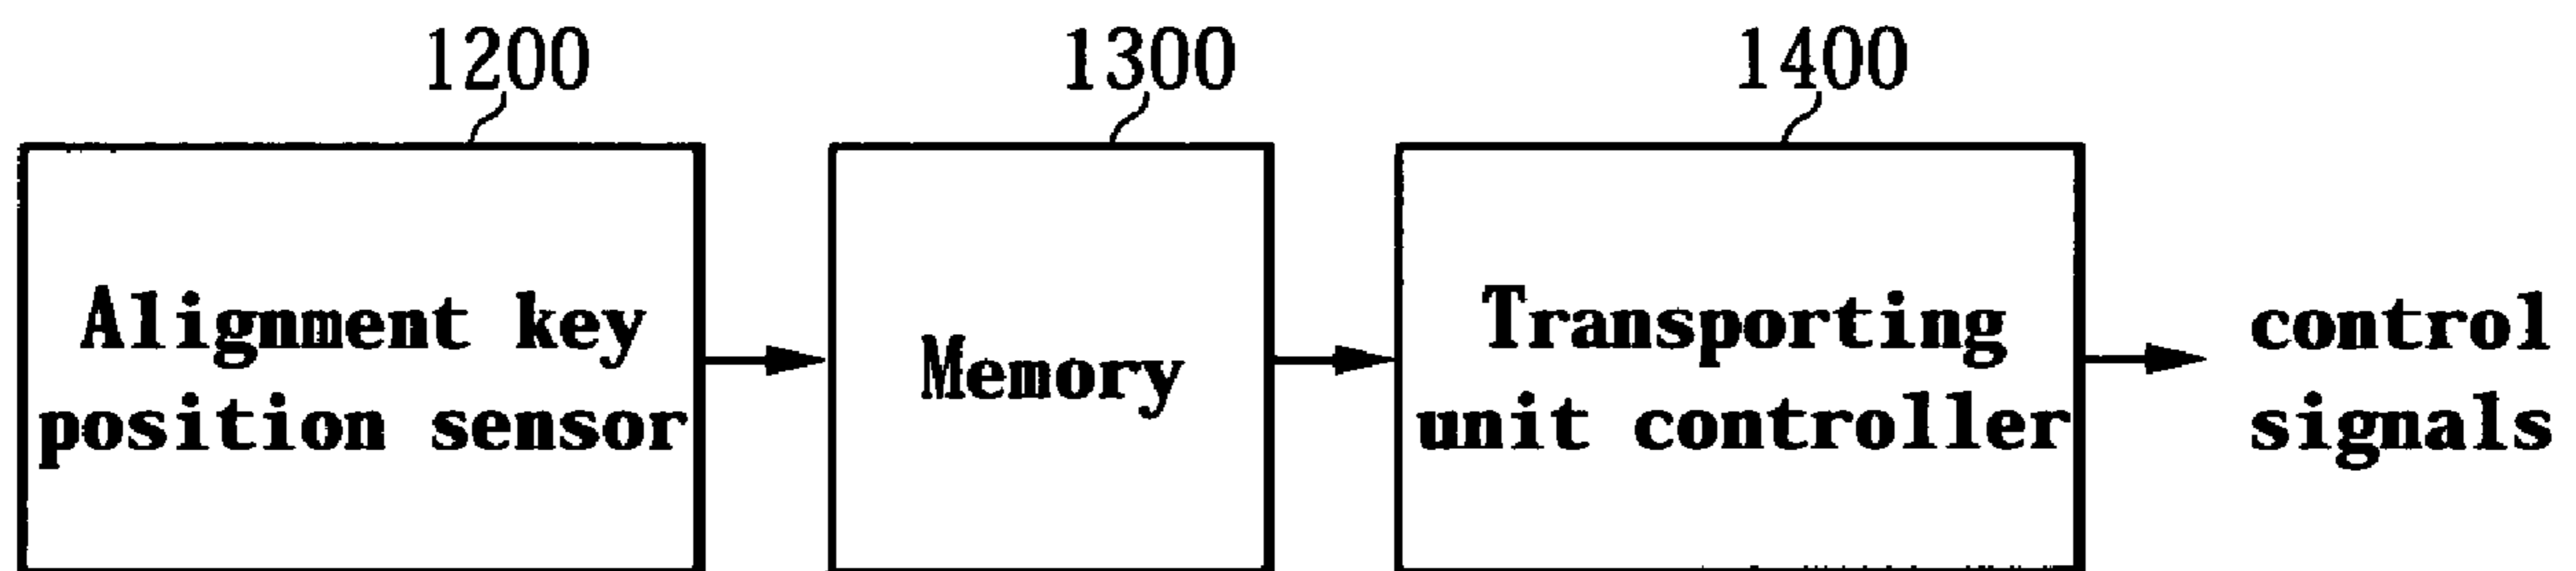 1200
1300
1400
Alignment key
position sensor
Memory
Transporting
unit controller
control
signals